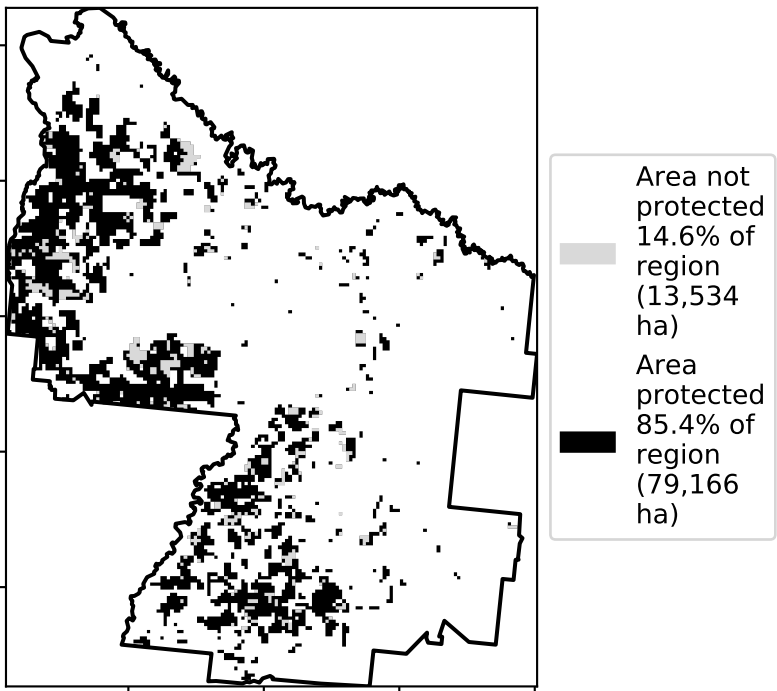 Area not
protected
14.6% of
region
(13,534
ha)
Area
protected
85.4% of
region
(79,166
ha)